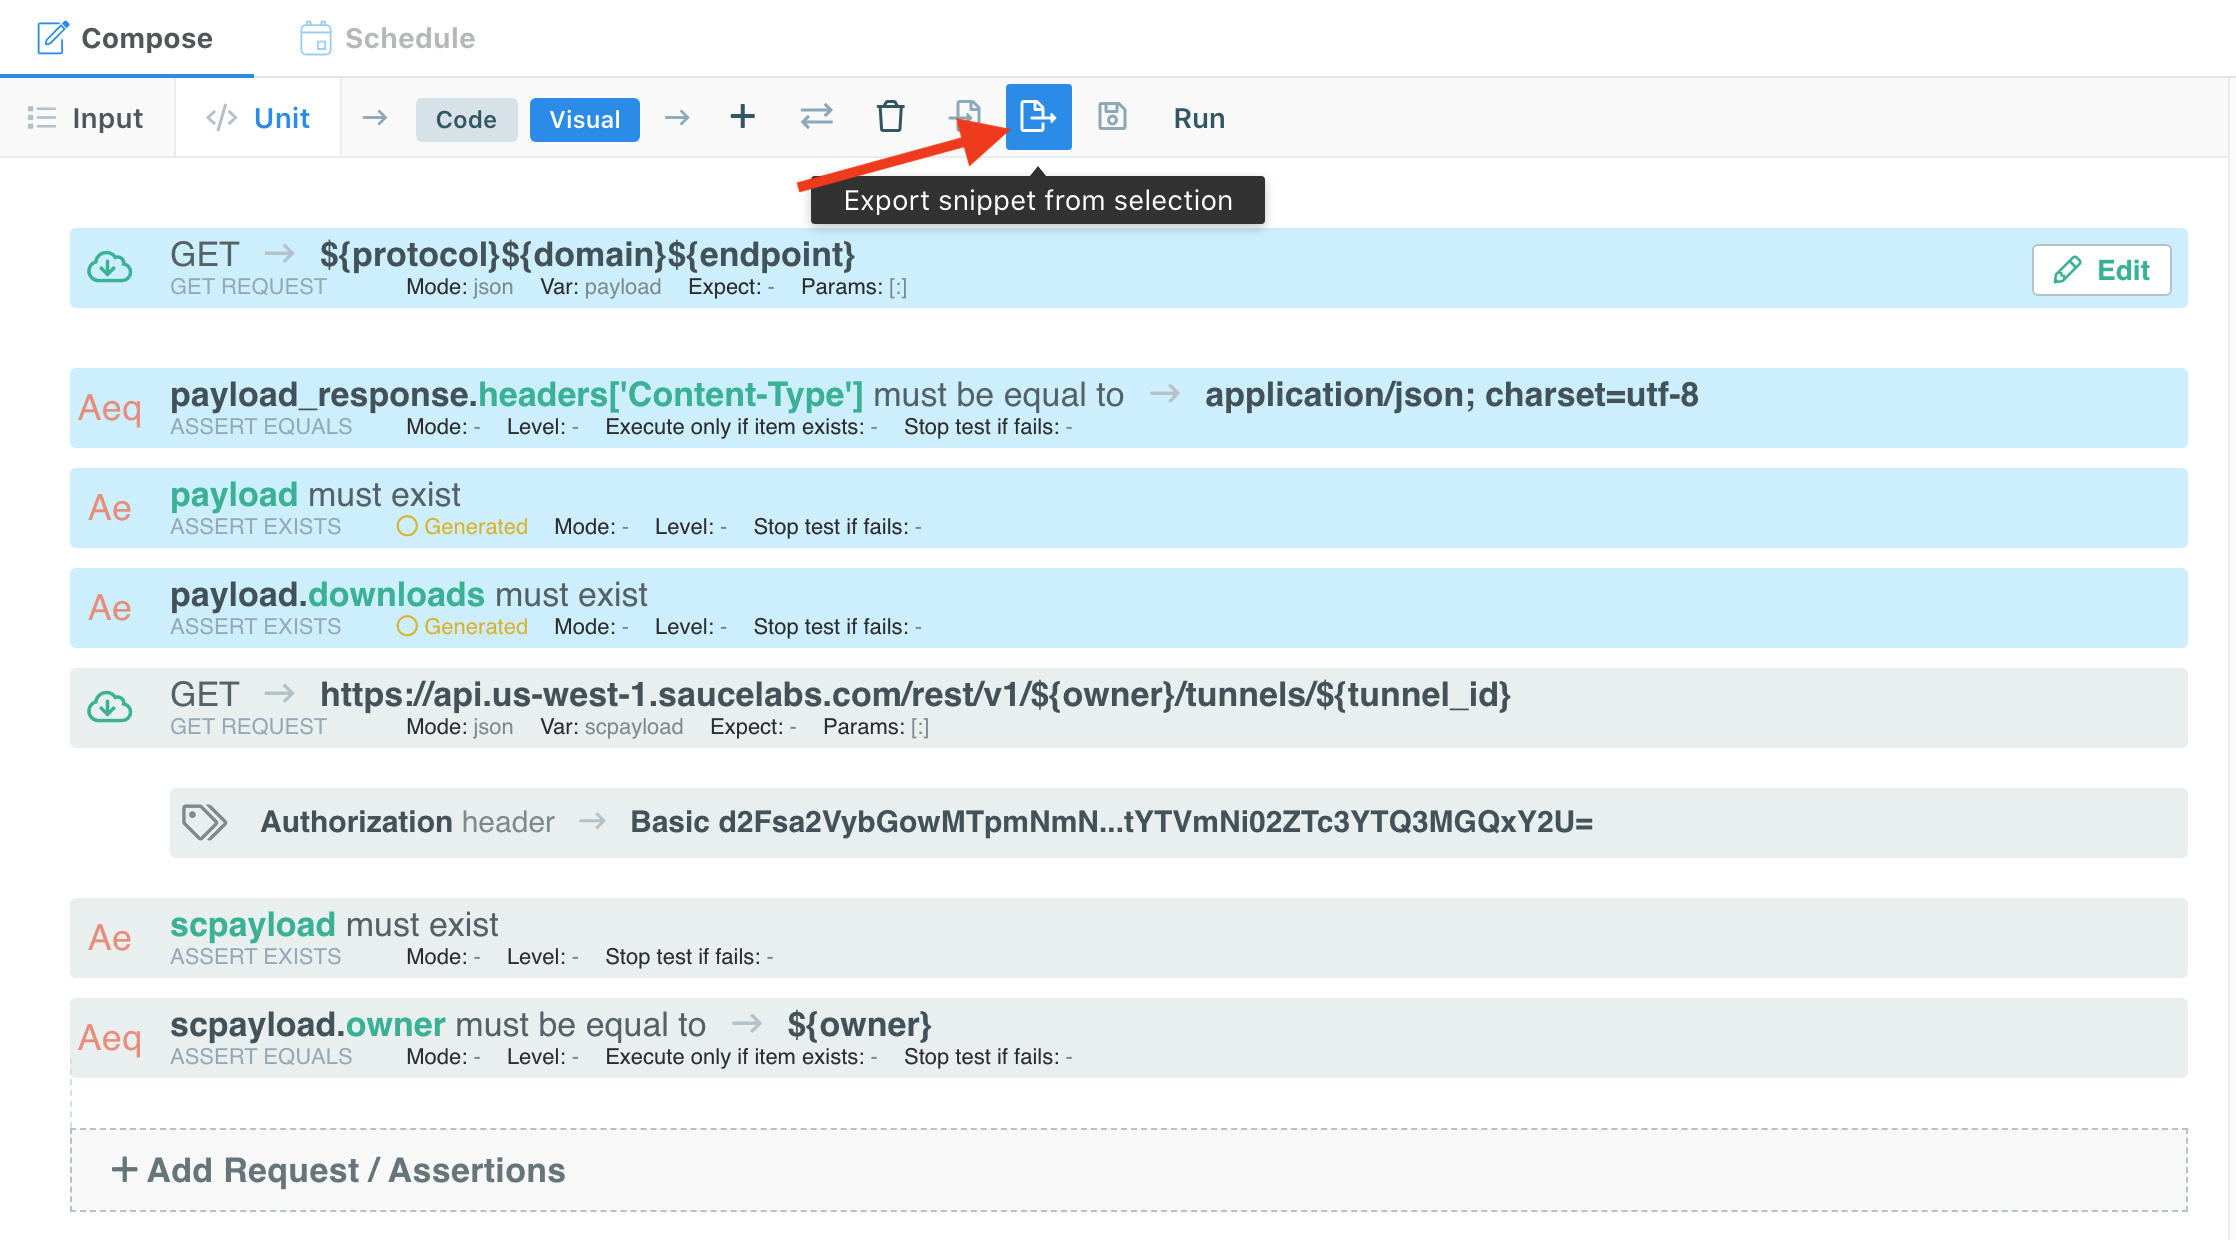 Compose Schedule
Input </> Unit → Code Visual → + Run
Export snippet from selection
GET → ${protocol}${domain}${endpoint}
GET REQUEST Mode: json Var: payload Expect: - Params: [:]
Edit
Aeq payload_response.headers['Content-Type'] must be equal to → application/json; charset=utf-8
ASSERT EQUALS Mode: - Level: - Execute only if item exists: - Stop test if fails: -
Ae payload must exist
ASSERT EXISTS Generated Mode: - Level: - Stop test if fails: -
Ae payload.downloads must exist
ASSERT EXISTS Generated Mode: - Level: - Stop test if fails: -
GET → https://api.us-west-1.saucelabs.com/rest/v1/${owner}/tunnels/${tunnel_id}
GET REQUEST Mode: json Var: scpayload Expect: - Params: [:]
Authorization header → Basic d2Fsa2VybGowMTpmNmN...tYTVmNi02ZTc3YTQ3MGQxY2U=
Ae scpayload must exist
ASSERT EXISTS Mode: - Level: - Stop test if fails: -
Aeq scpayload.owner must be equal to → ${owner}
ASSERT EQUALS Mode: - Level: - Execute only if item exists: - Stop test if fails: -
+ Add Request / Assertions